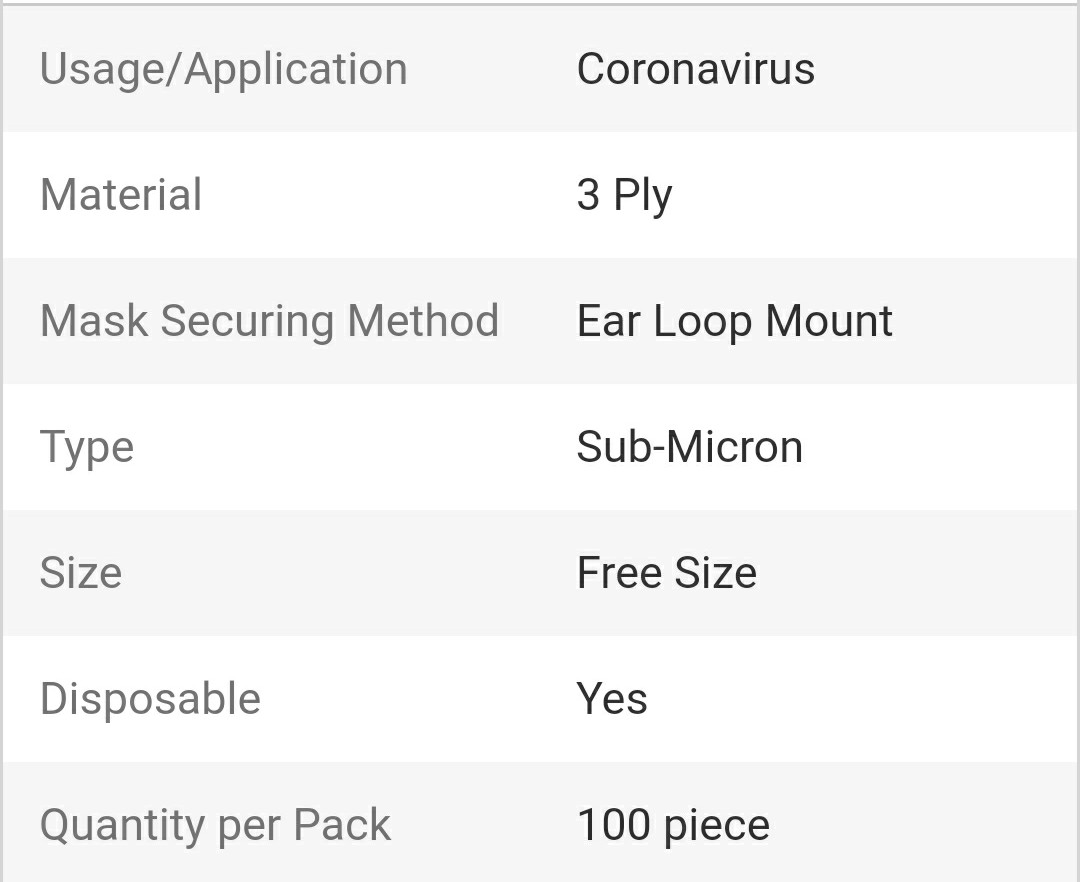 Usage/Application Coronavirus
Material 3 Ply
Mask Securing Method Ear Loop Mount
Type Sub-Micron
Size Free Size
Disposable Yes
Quantity per Pack 100 piece